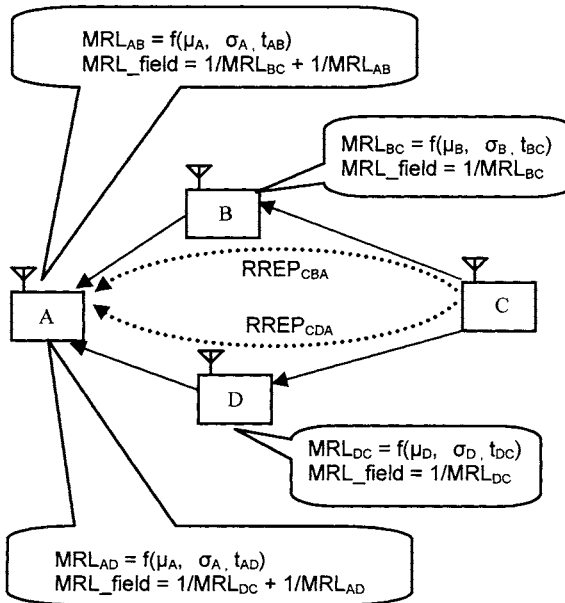 MRL_AB = f(μ_A, σ_A, t_AB)
MRL_field = 1/MRL_BC + 1/MRL_AB
MRL_BC = f(μ_B, σ_B, t_BC)
MRL_field = 1/MRL_BC
B
RREP_CBA
A
C
RREP_CDA
D
MRL_DC = f(μ_D, σ_D, t_DC)
MRL_field = 1/MRL_DC
MRL_AD = f(μ_A, σ_A, t_AD)
MRL_field = 1/MRL_DC + 1/MRL_AD